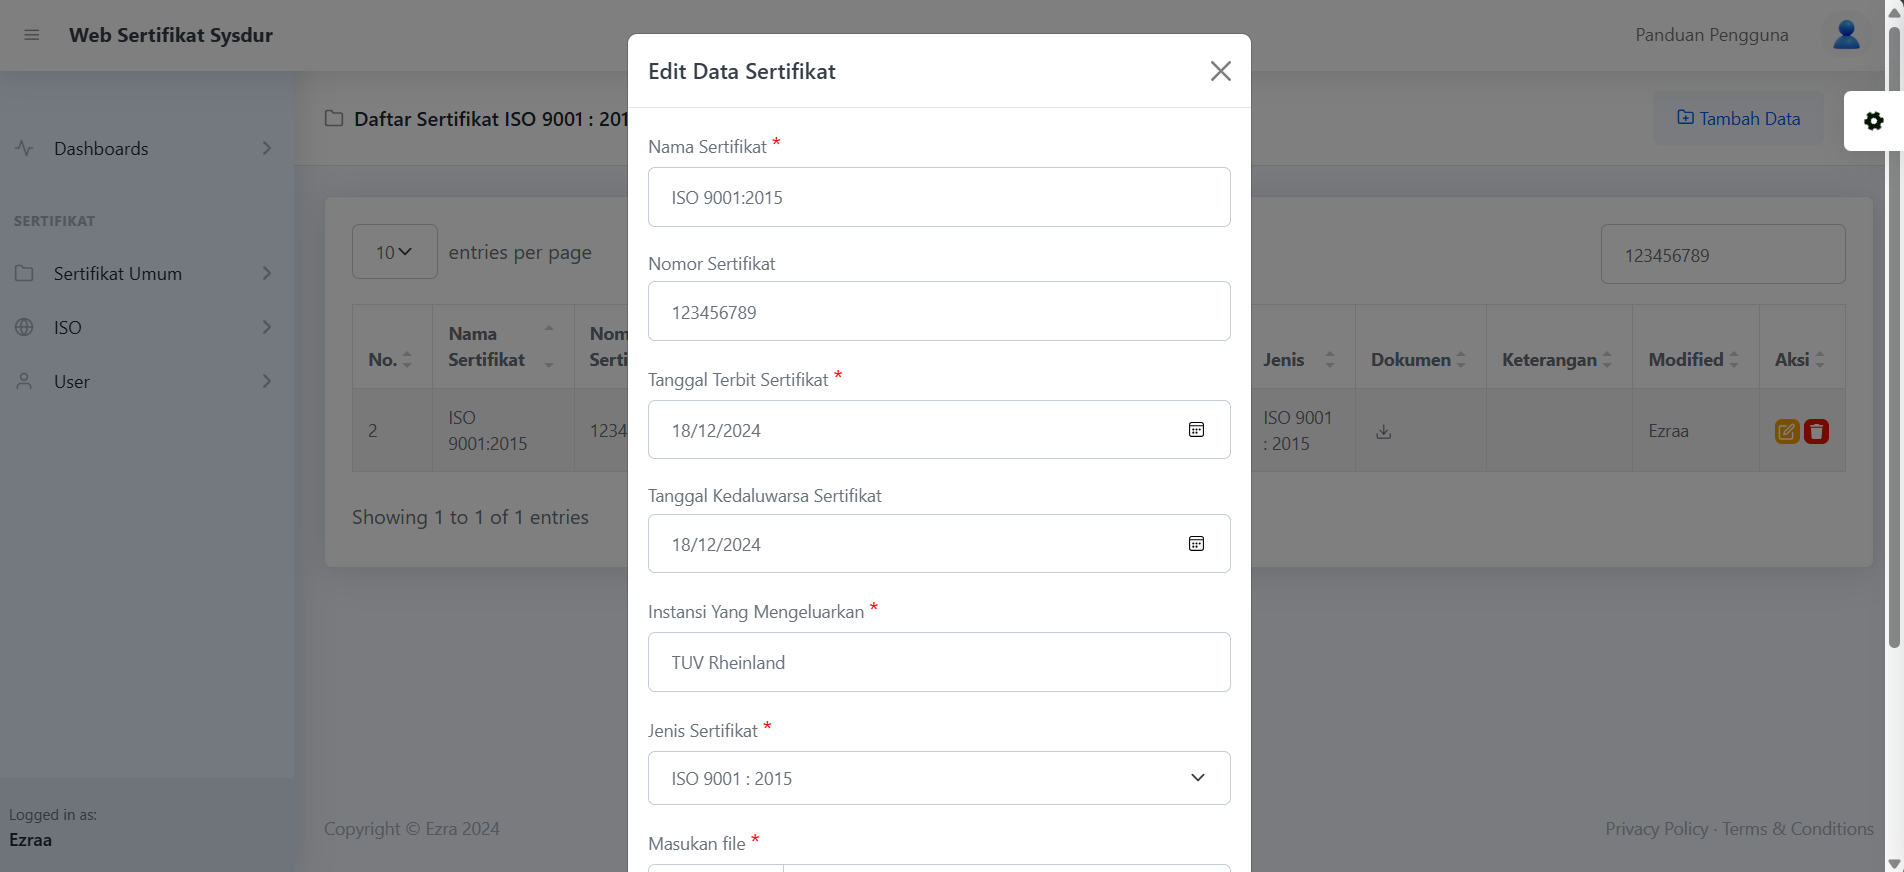 Web Sertifikat Sysdur
Panduan Pengguna
Dashboards
SERTIFIKAT
Sertifikat Umum
ISO
User
Logged in as:
Ezraa
Daftar Sertifikat ISO 9001 : 201
Tambah Data
10
entries per page
123456789
No.
Nama
Sertifikat
Nom
Serti
Jenis
Dokumen
Keterangan
Modified
Aksi
2
ISO
9001:2015
1234
ISO 9001
: 2015
Ezraa
Showing 1 to 1 of 1 entries
Copyright © Ezra 2024
Privacy Policy · Terms & Conditions
Edit Data Sertifikat
Nama Sertifikat *
ISO 9001:2015
Nomor Sertifikat
123456789
Tanggal Terbit Sertifikat *
18/12/2024
Tanggal Kedaluwarsa Sertifikat
18/12/2024
Instansi Yang Mengeluarkan *
TUV Rheinland
Jenis Sertifikat *
ISO 9001 : 2015
Masukan file *